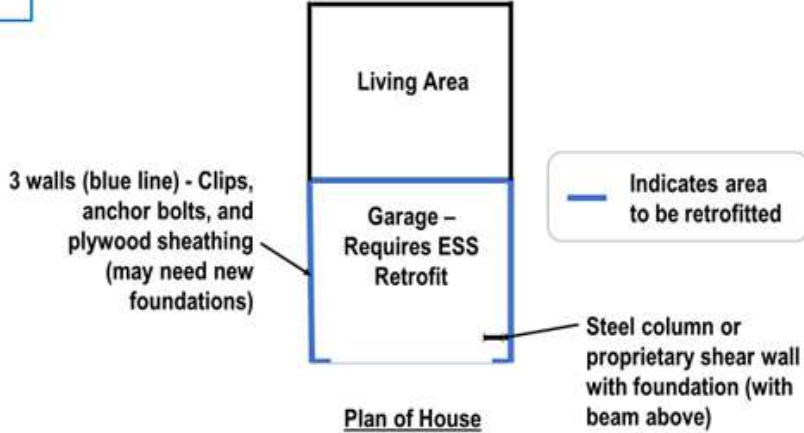 Living Area
3 walls (blue line) - Clips,
anchor bolts, and
plywood sheathing
(may need new
foundations)
Garage –
Requires ESS
Retrofit
Indicates area
to be retrofitted
Steel column or
proprietary shear wall
with foundation (with
beam above)
Plan of House